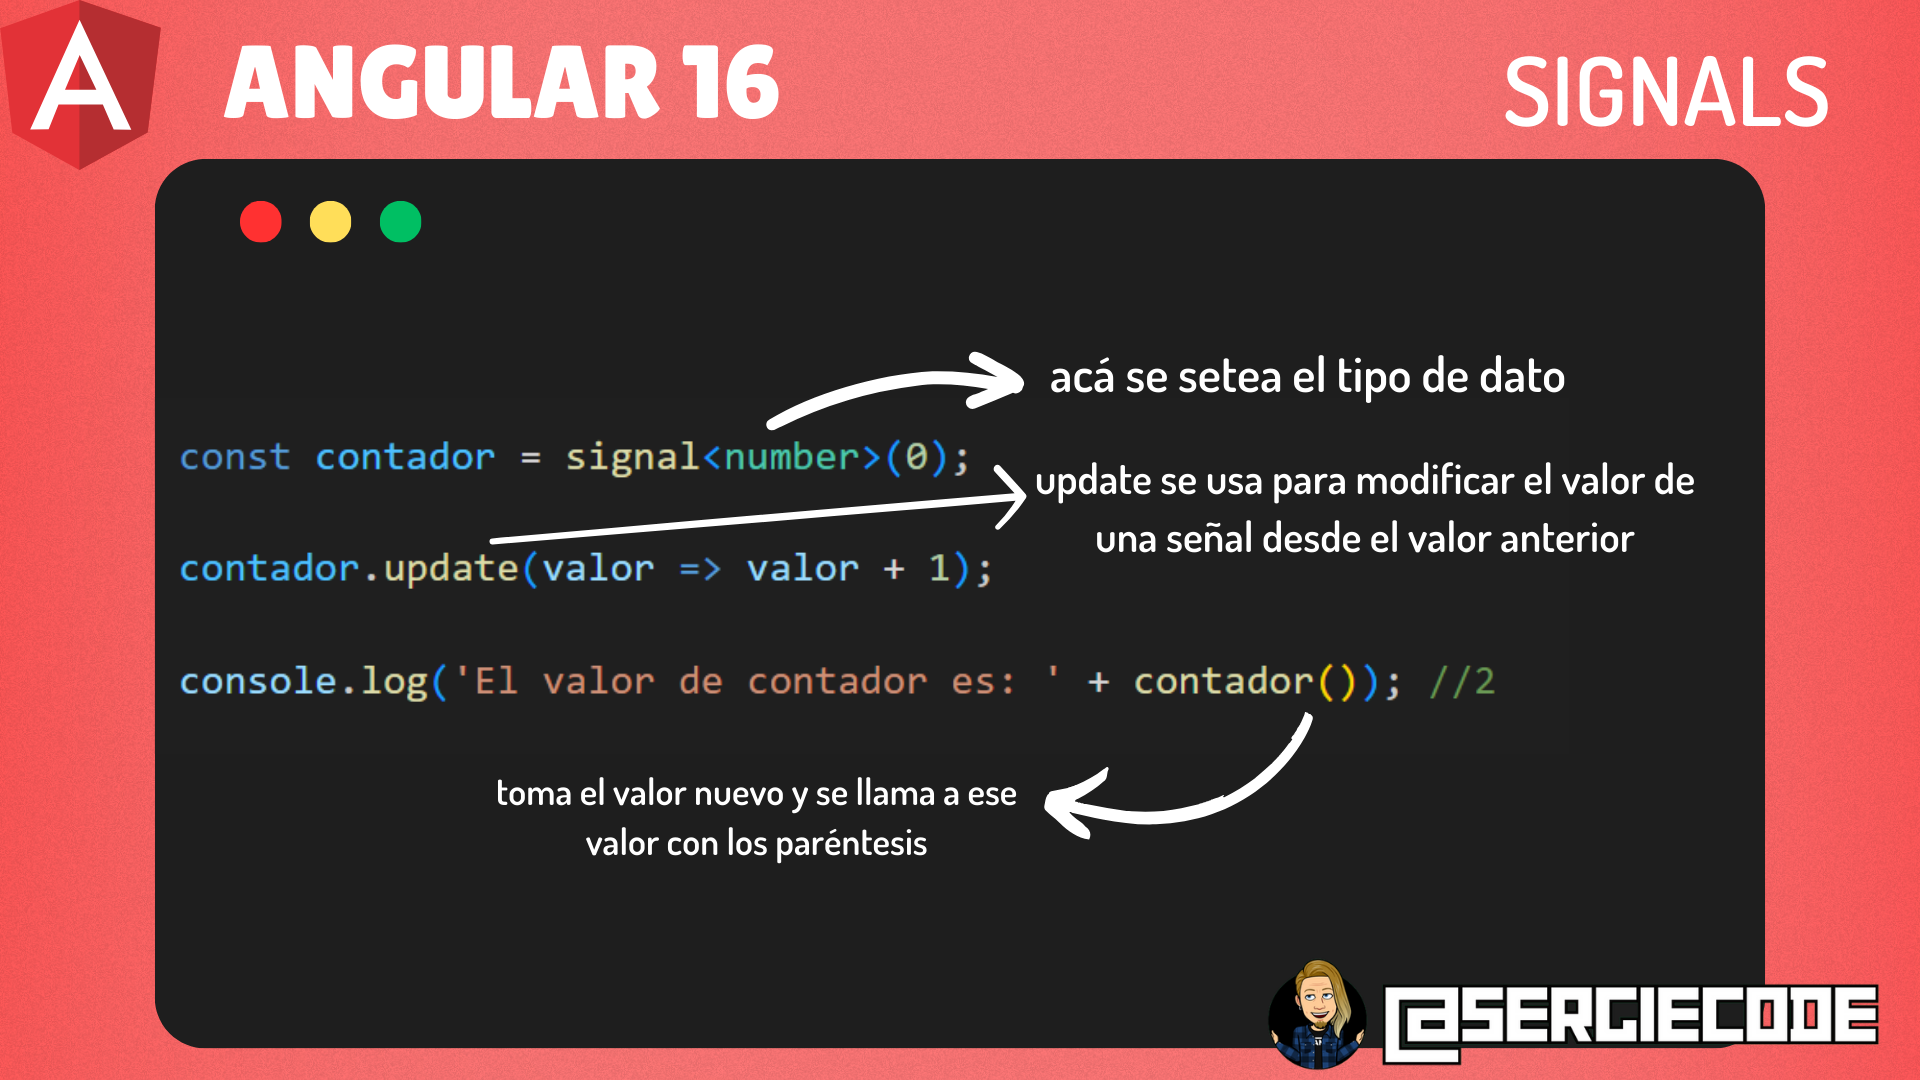 ANGULAR 16
SIGNALS
acá se setea el tipo de dato
const contador = signal<number>(0);
update se usa para modificar el valor de
una señal desde el valor anterior
contador.update(valor => valor + 1);
console.log('El valor de contador es: ' + contador()); //2
toma el valor nuevo y se llama a ese
valor con los paréntesis
@SERGIECODE